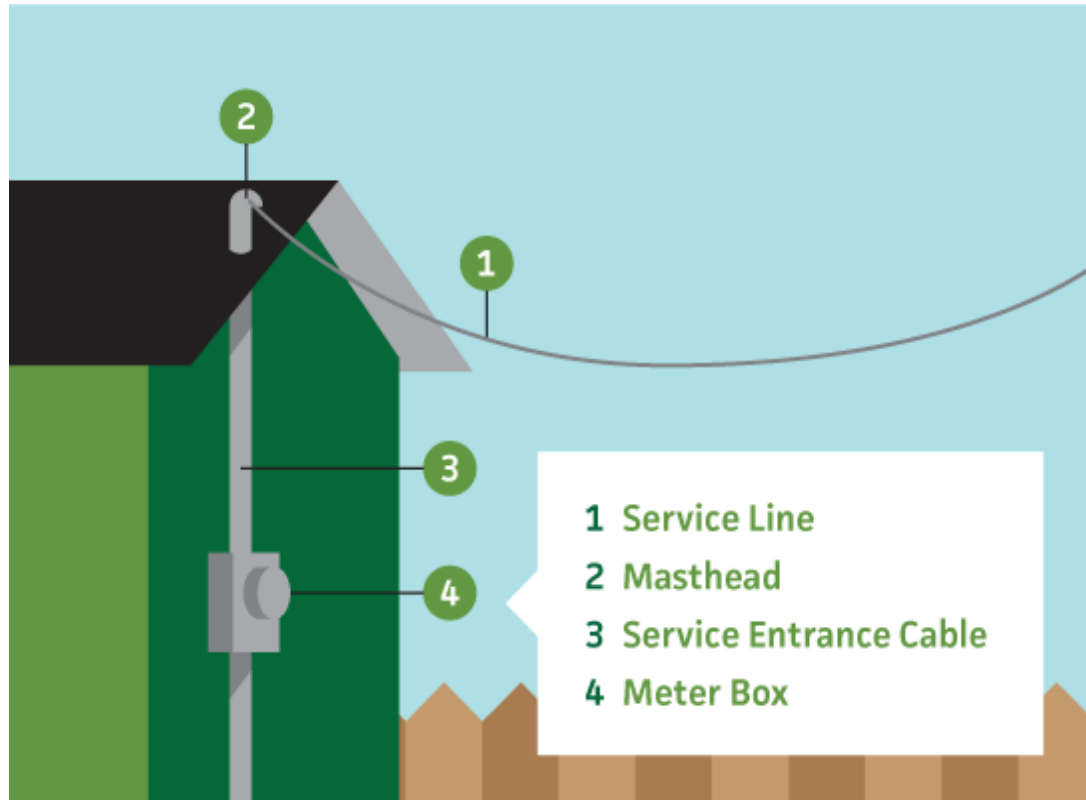 2
1
3
4
1 Service Line
2 Masthead
3 Service Entrance Cable
4 Meter Box